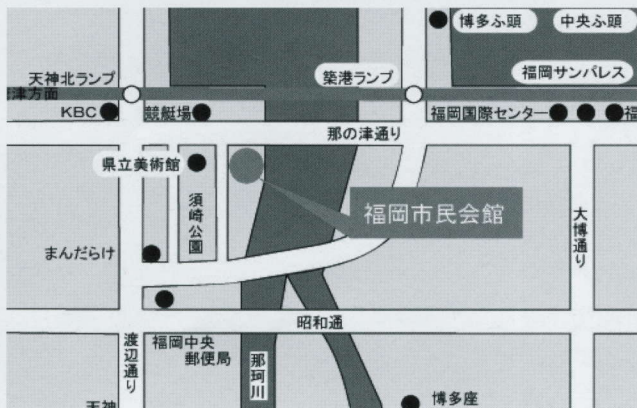 博多ふ頭
中央ふ頭
天神北ランプ
津方面
築港ランプ
福岡サンパレス
KBC
競艇場
福岡国際センター
福
那の津通り
県立美術館
須崎公園
福岡市民会館
大博通り
まんだらけ
昭和通
渡辺通り
福岡中央
郵便局
那珂川
博多座
天神